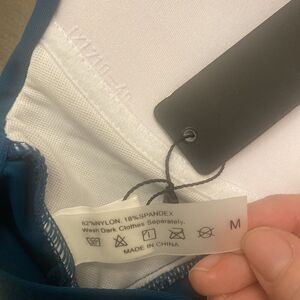 82%NYLON. 18%SPANDEX
Wash Dark Clothes Separately.
MADE IN CHINA
M